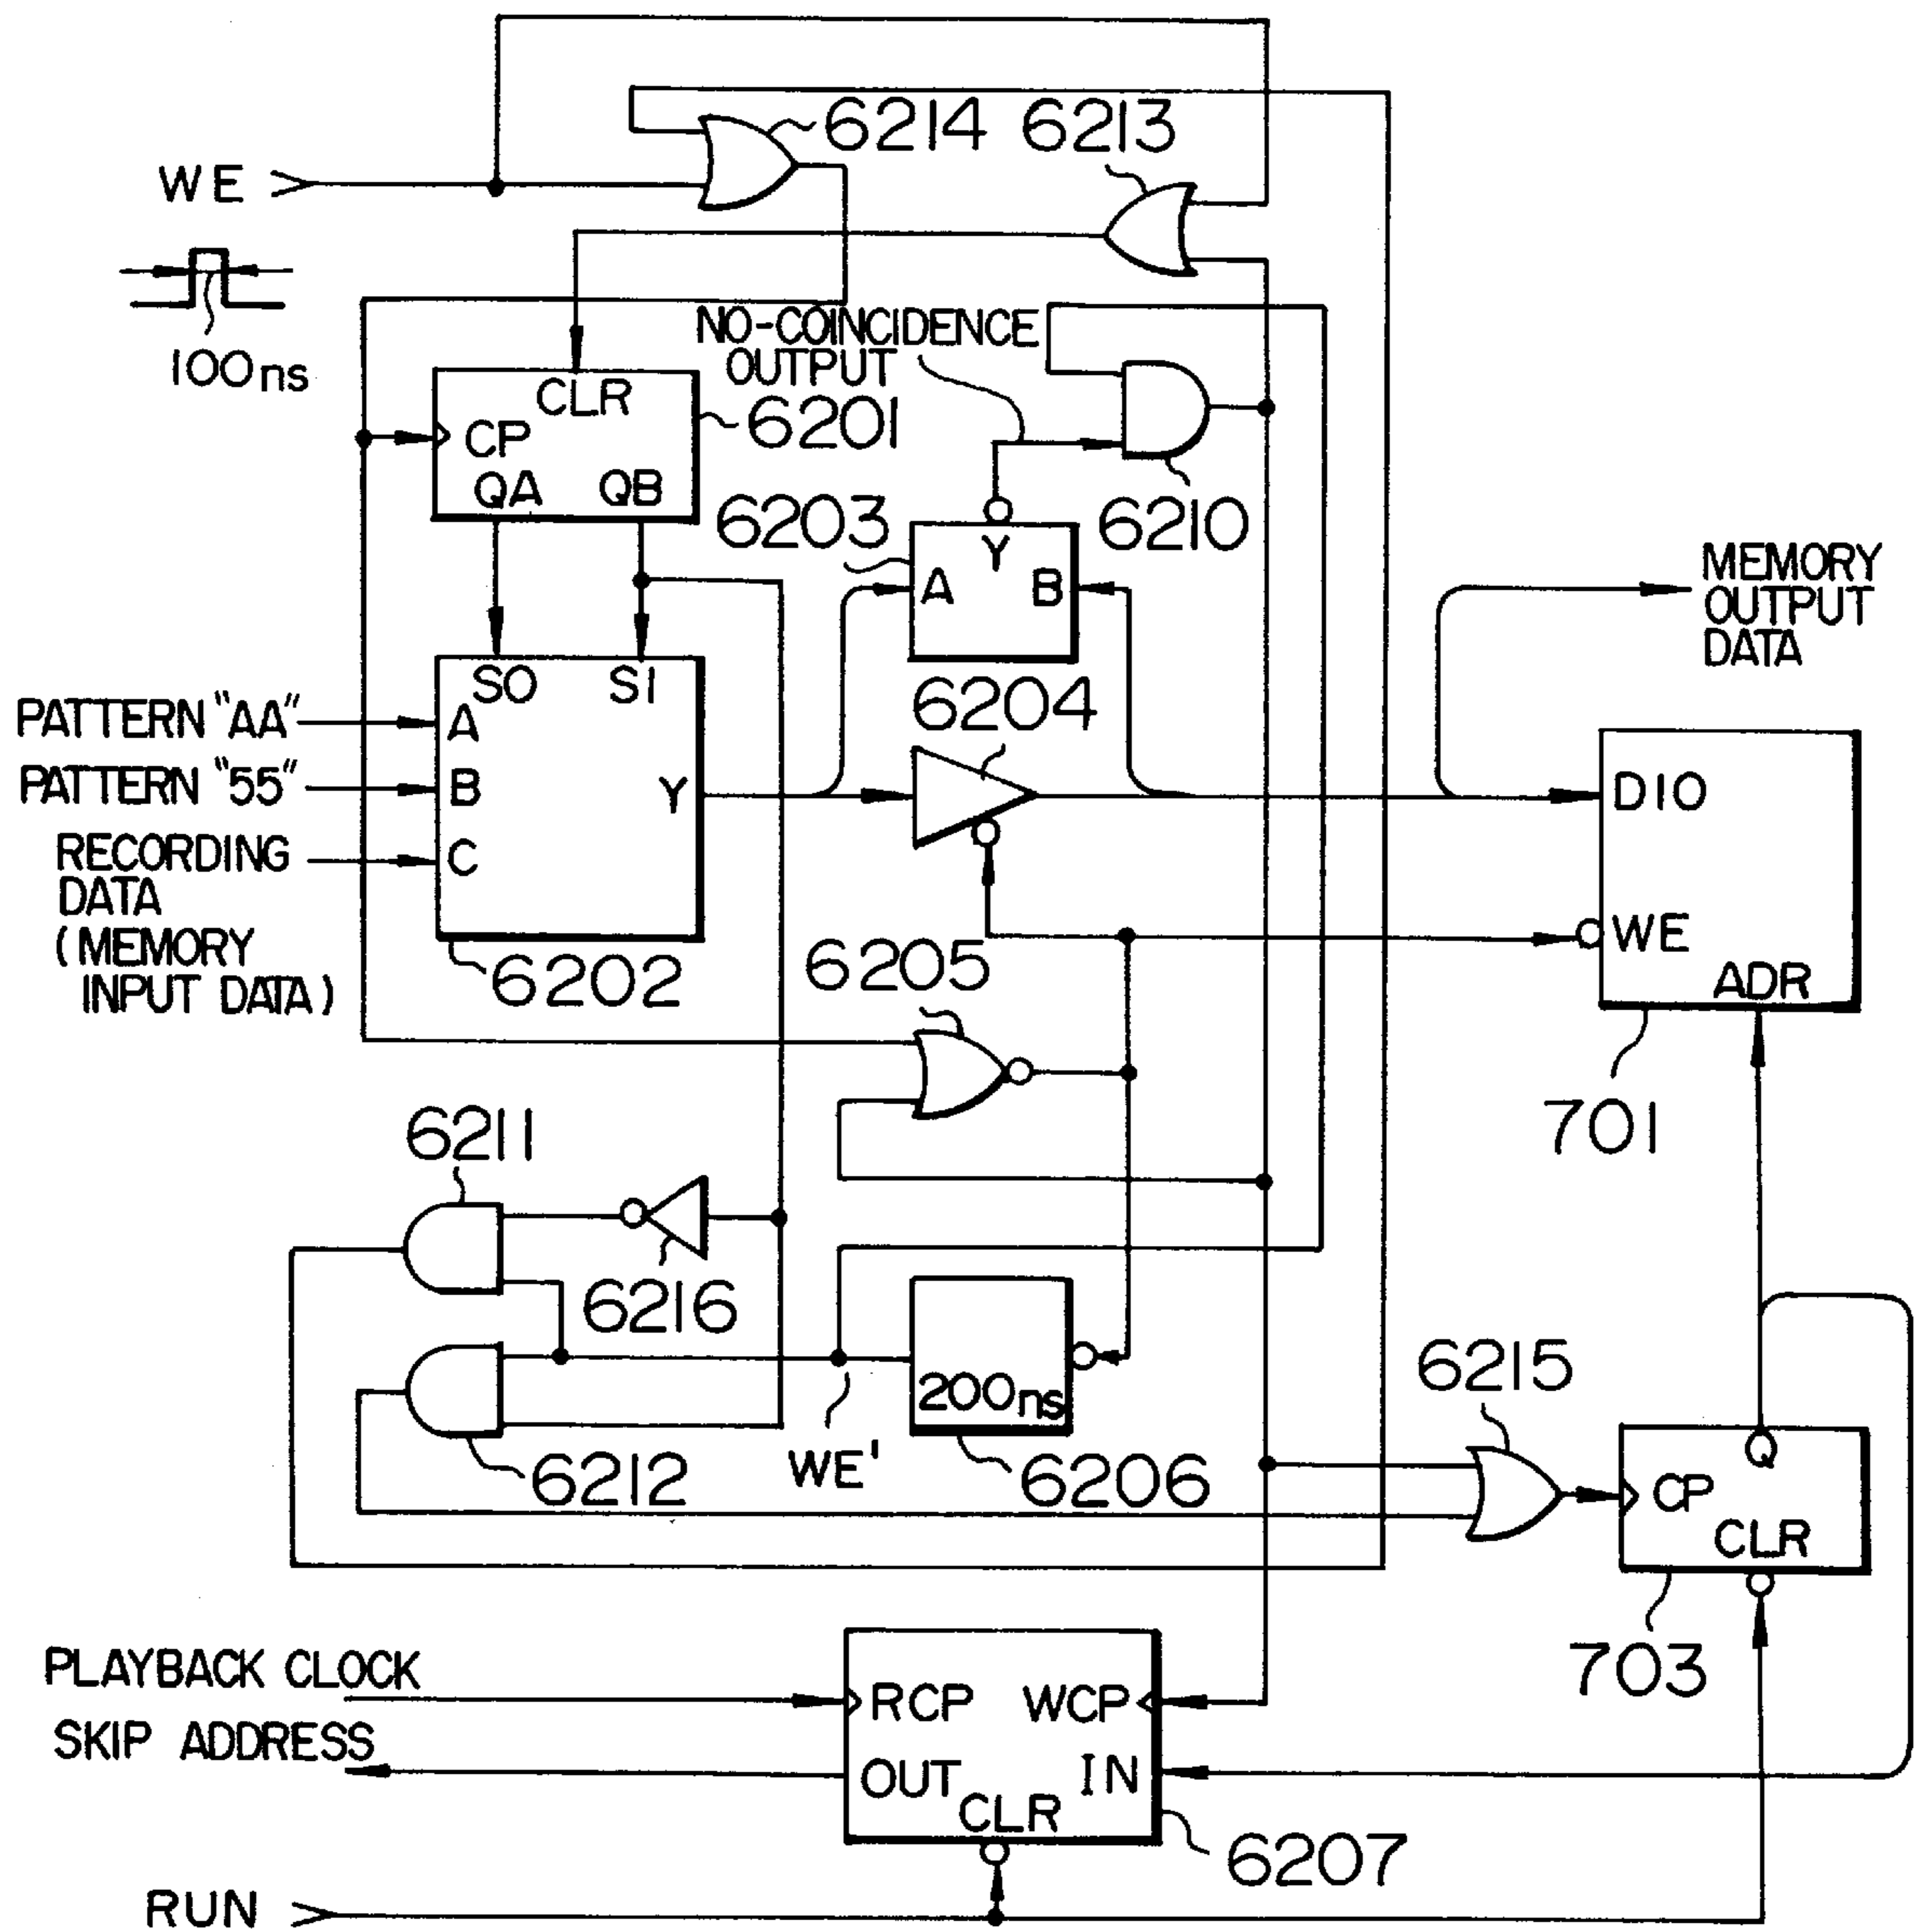 6214
6213
WE
100ns
NO-COINCIDENCE
OUTPUT
CLR
6201
CP
QA
QB
6203
6210
Y
A
B
MEMORY
OUTPUT
DATA
S0
S1
6204
PATTERN "AA"
A
PATTERN "55"
B
Y
DIO
RECORDING
DATA
(MEMORY
INPUT DATA)
C
WE
6202
6205
ADR
701
6211
6216
6215
200ns
Q
CP
CLR
6212
WE'
6206
703
PLAYBACK CLOCK
RCP
WCP
SKIP ADDRESS
OUT
IN
CLR
6207
RUN